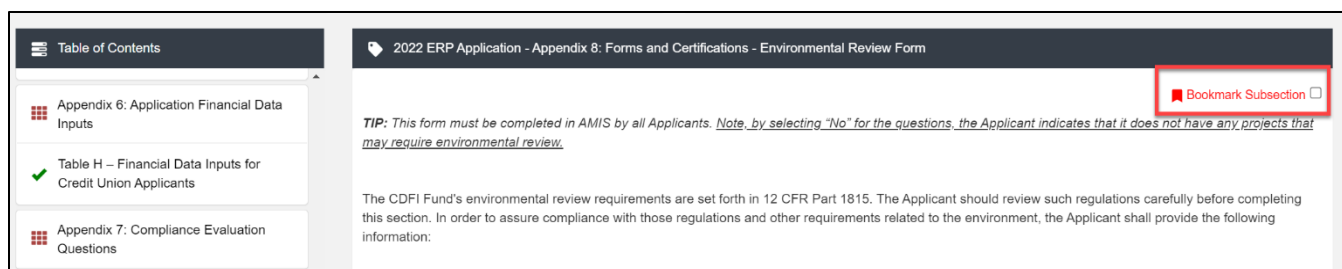 Table of Contents
Appendix 6: Application Financial Data
Inputs
Table H – Financial Data Inputs for
Credit Union Applicants
Appendix 7: Compliance Evaluation
Questions
2022 ERP Application - Appendix 8: Forms and Certifications - Environmental Review Form
Bookmark Subsection
TIP: This form must be completed in AMIS by all Applicants. Note, by selecting “No” for the questions, the Applicant indicates that it does not have any projects that
may require environmental review.
The CDFI Fund's environmental review requirements are set forth in 12 CFR Part 1815. The Applicant should review such regulations carefully before completing
this section. In order to assure compliance with those regulations and other requirements related to the environment, the Applicant shall provide the following
information: